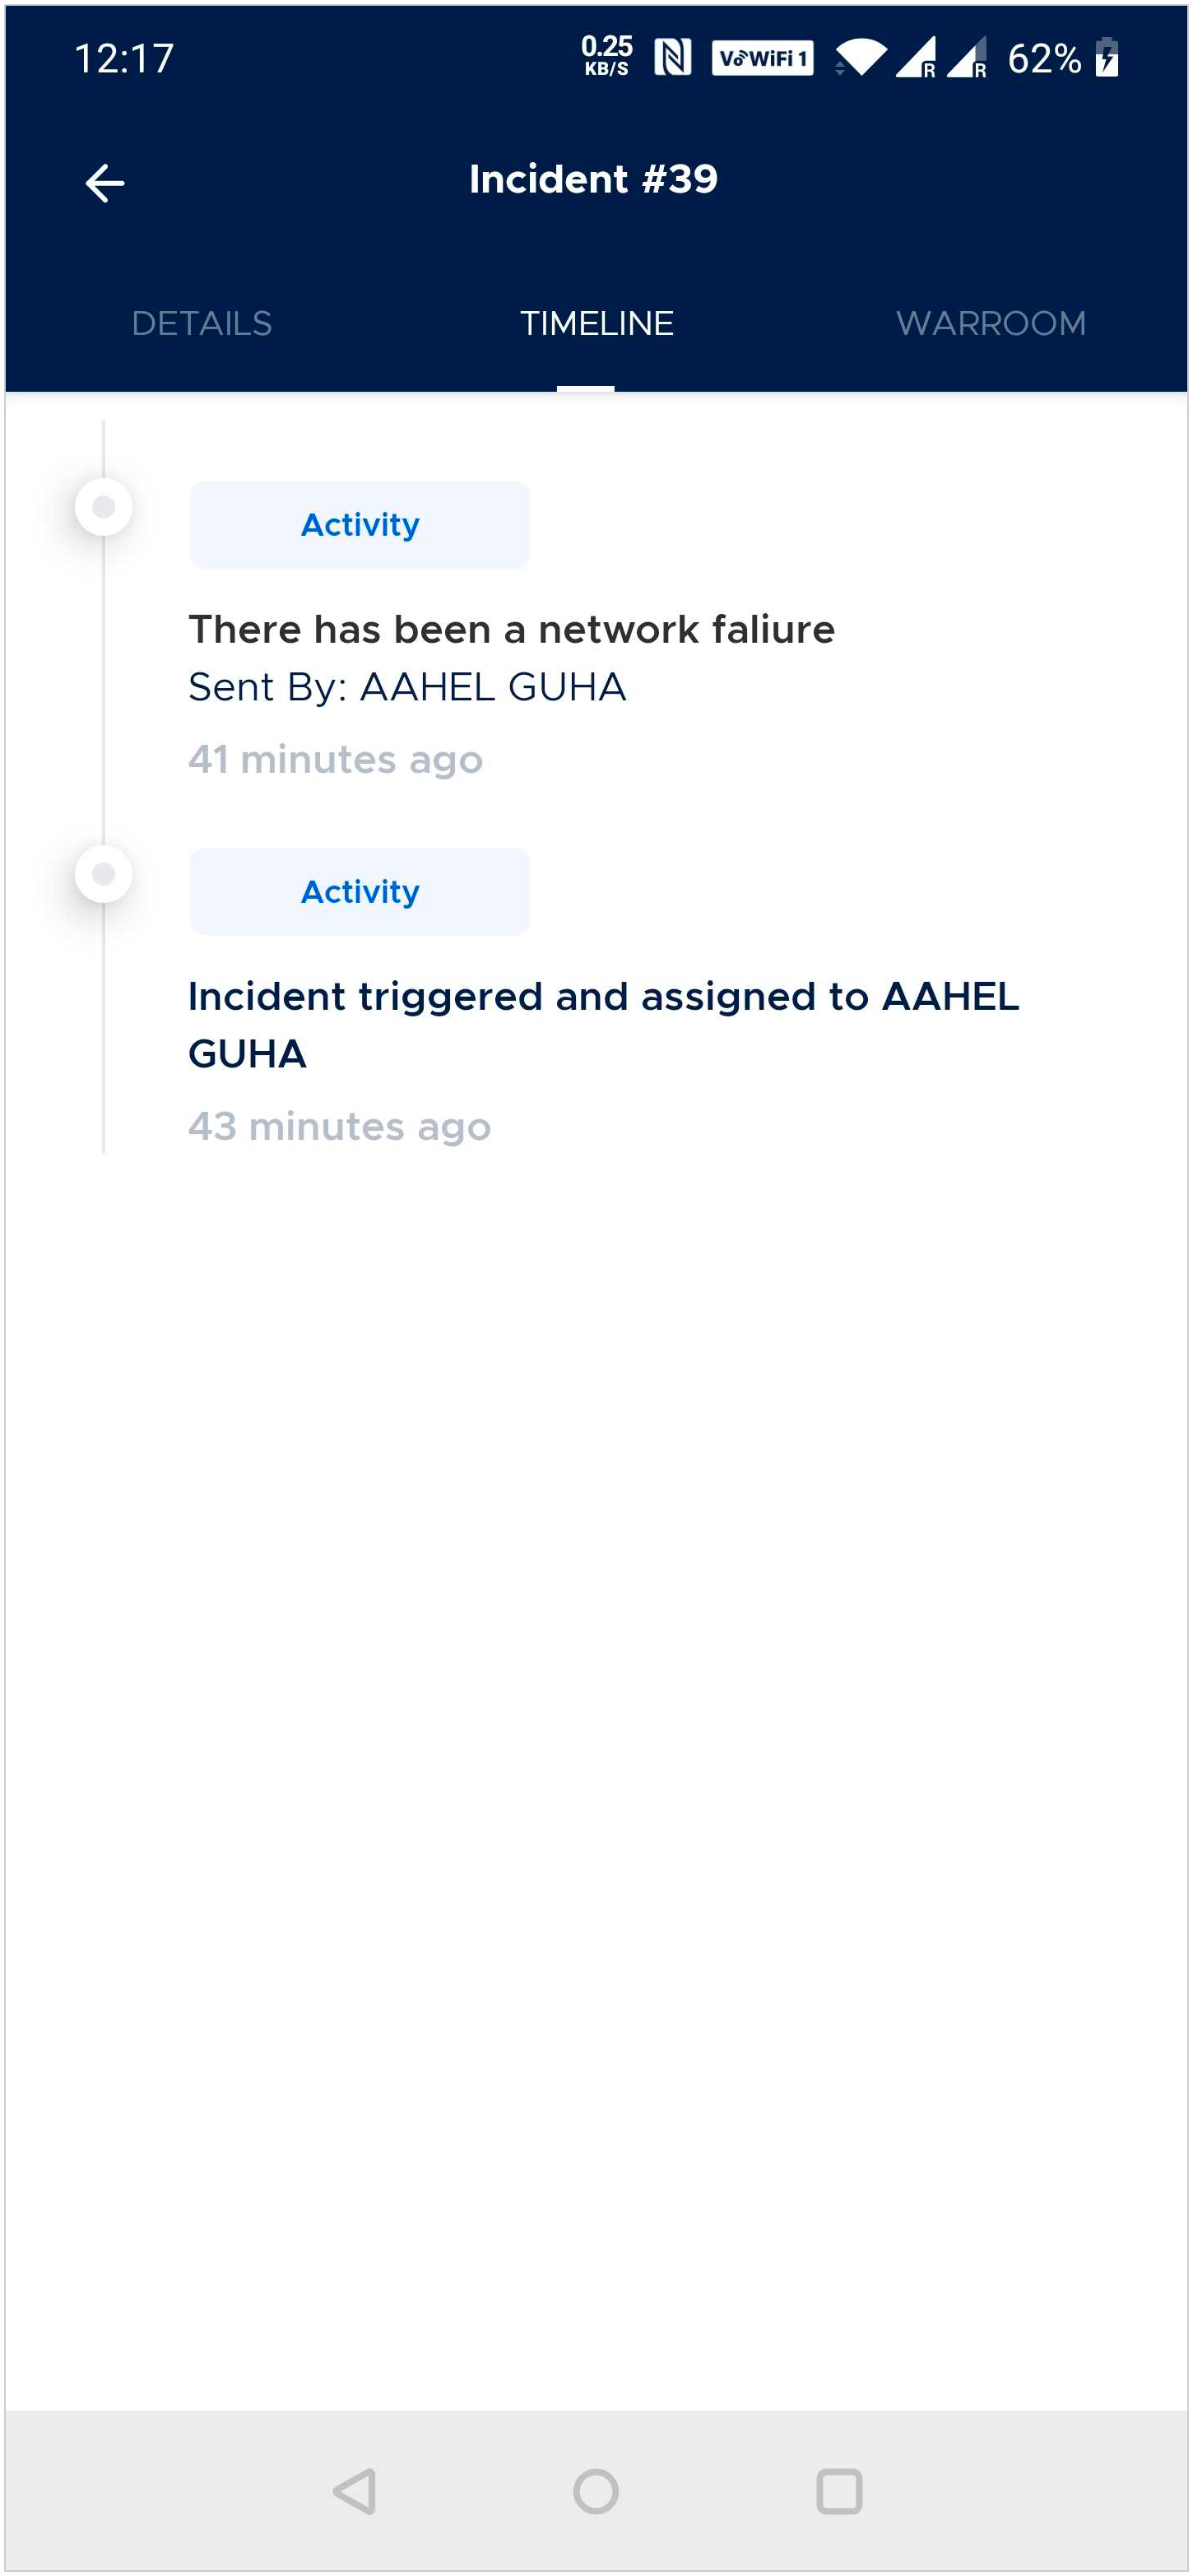 12:17
0.25
KB/S
VoWiFi 1
R
R
62%
Incident #39
DETAILS
TIMELINE
WARROOM
Activity
There has been a network faliure
Sent By: AAHEL GUHA
41 minutes ago
Activity
Incident triggered and assigned to AAHEL
GUHA
43 minutes ago